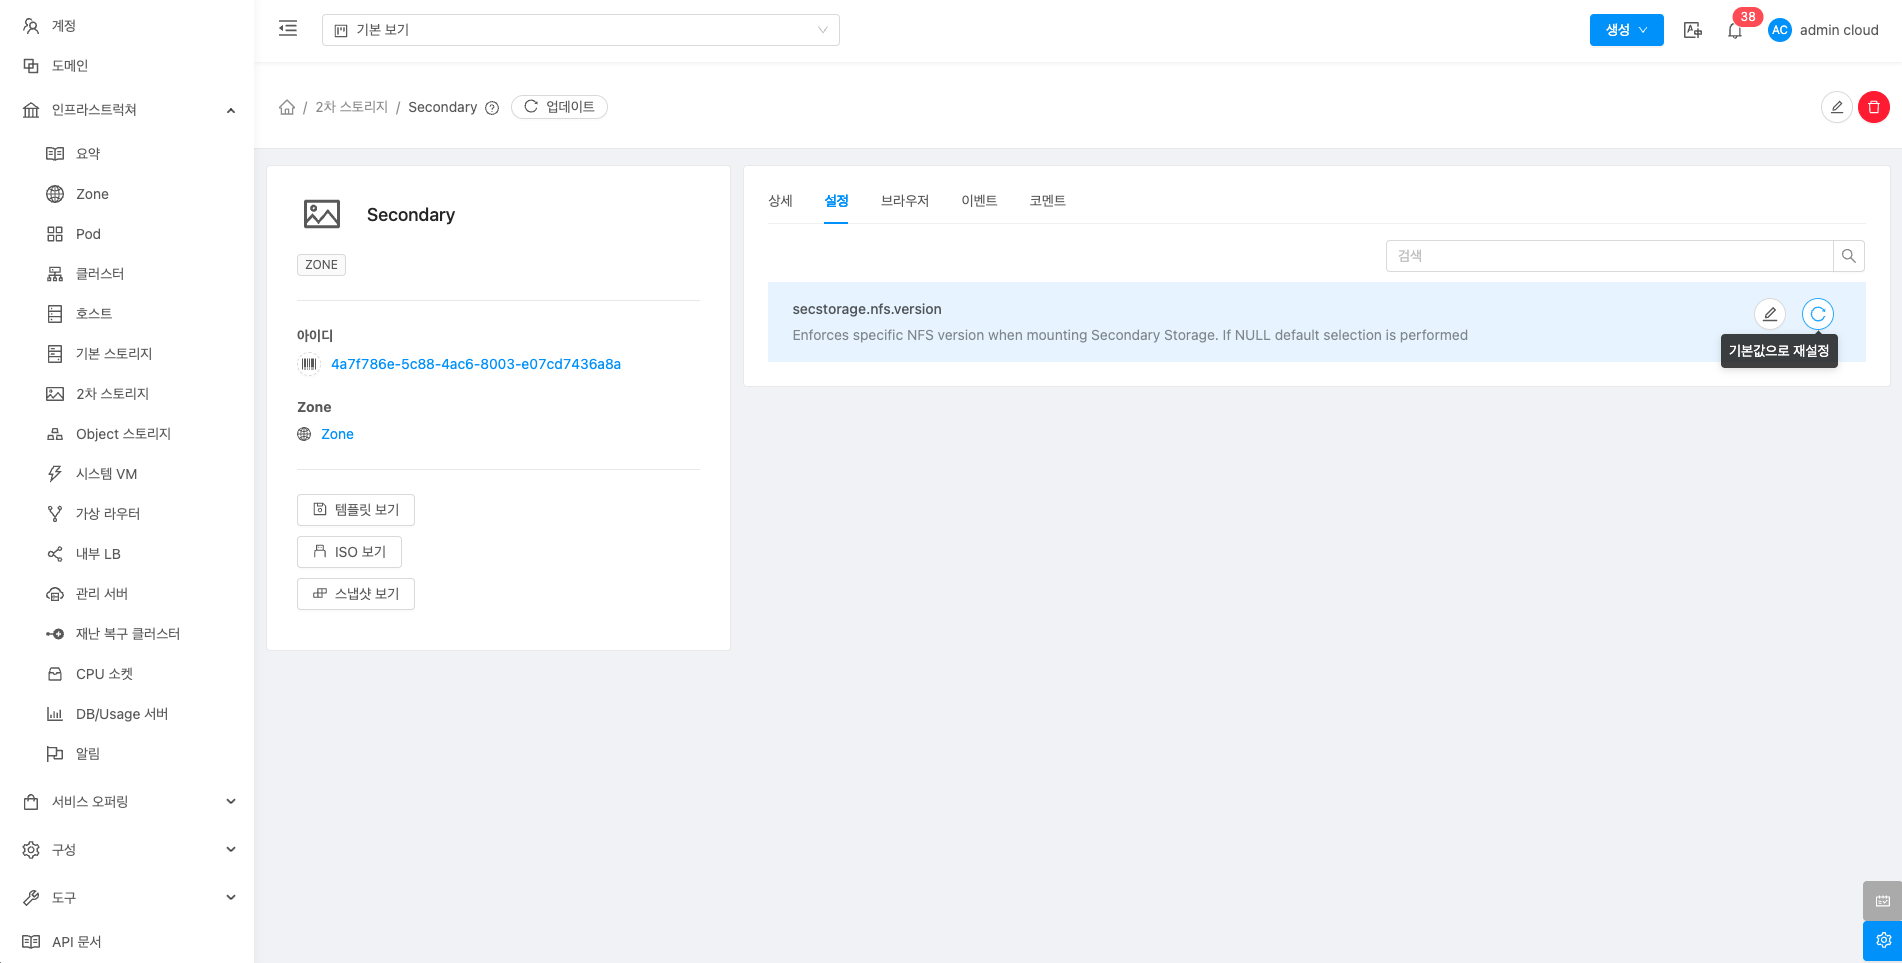 계정
도메인
인프라스트럭쳐
요약
Zone
Pod
클러스터
호스트
기본 스토리지
2차 스토리지
Object 스토리지
시스템 VM
가상 라우터
내부 LB
관리 서버
재난 복구 클러스터
CPU 소켓
DB/Usage 서버
알림
서비스 오퍼링
구성
도구
API 문서
기본 보기
생성
38
AC admin cloud
/ 2차 스토리지 / Secondary 업데이트
Secondary
ZONE
아이디
4a7f786e-5c88-4ac6-8003-e07cd7436a8a
Zone
Zone
템플릿 보기
ISO 보기
스냅샷 보기
상세 설정 브라우저 이벤트 코멘트
검색
secstorage.nfs.version
Enforces specific NFS version when mounting Secondary Storage. If NULL default selection is performed
기본값으로 재설정